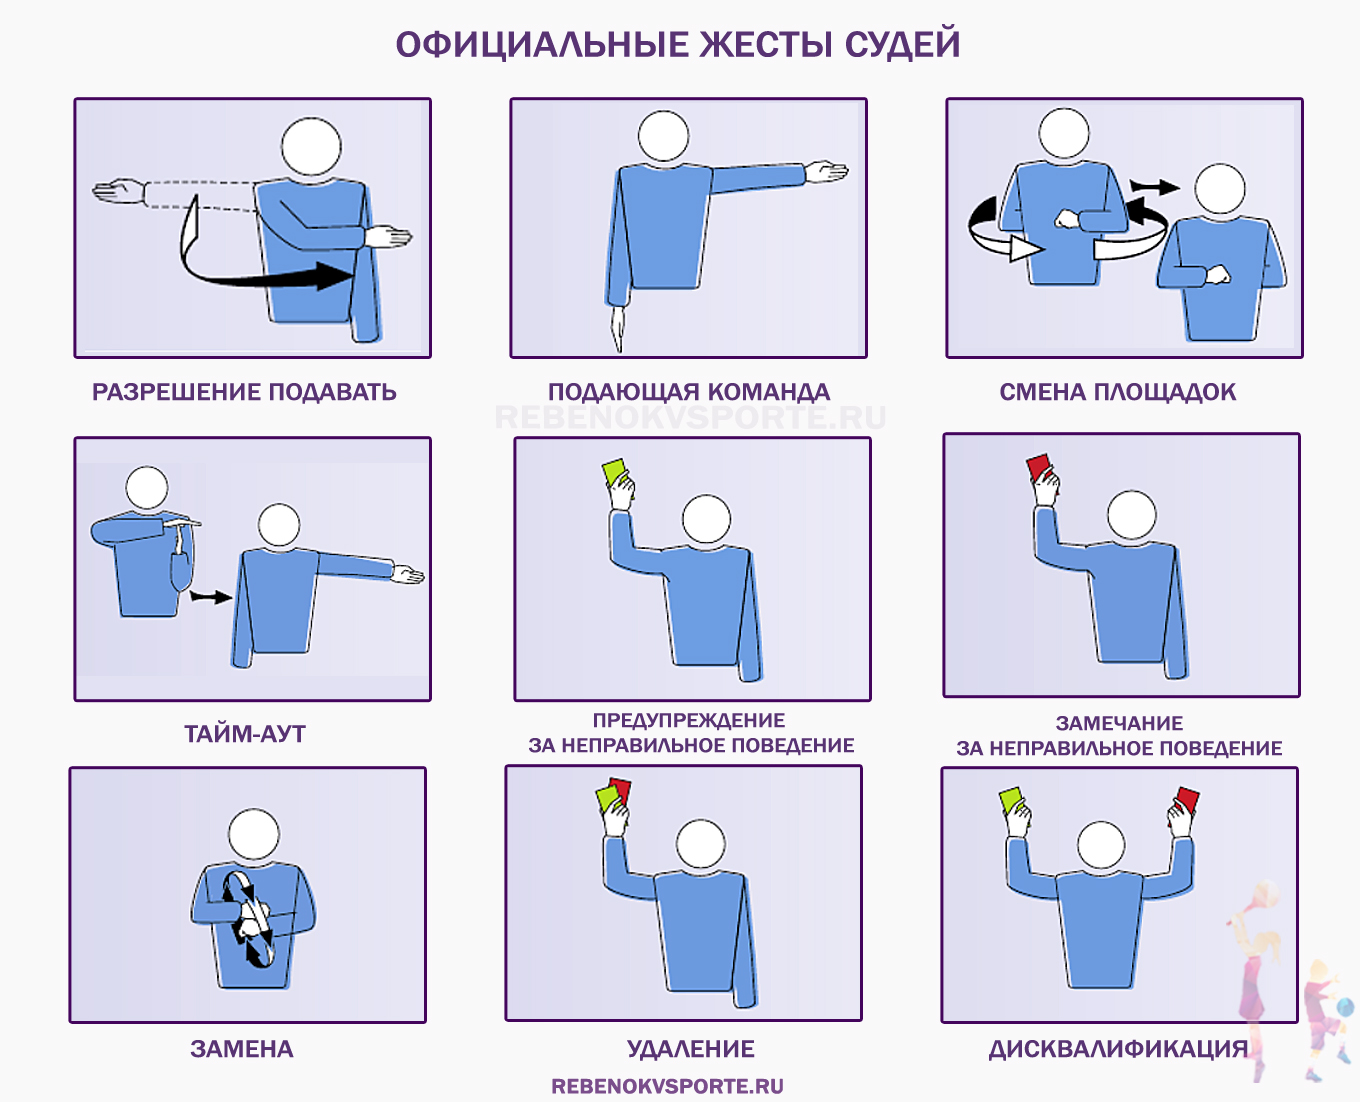 ОФИЦИАЛЬНЫЕ ЖЕСТЫ СУДЕЙ
РАЗРЕШЕНИЕ ПОДАВАТЬ
ПОДАЮЩАЯ КОМАНДА
СМЕНА ПЛОЩАДОК
REBENOKVSPORTE.RU
ТАЙМ-АУТ
ПРЕДУПРЕЖДЕНИЕ
ЗА НЕПРАВИЛЬНОЕ ПОВЕДЕНИЕ
ЗАМЕЧАНИЕ
ЗА НЕПРАВИЛЬНОЕ ПОВЕДЕНИЕ
ЗАМЕНА
УДАЛЕНИЕ
ДИСКВАЛИФИКАЦИЯ
REBENOKVSPORTE.RU